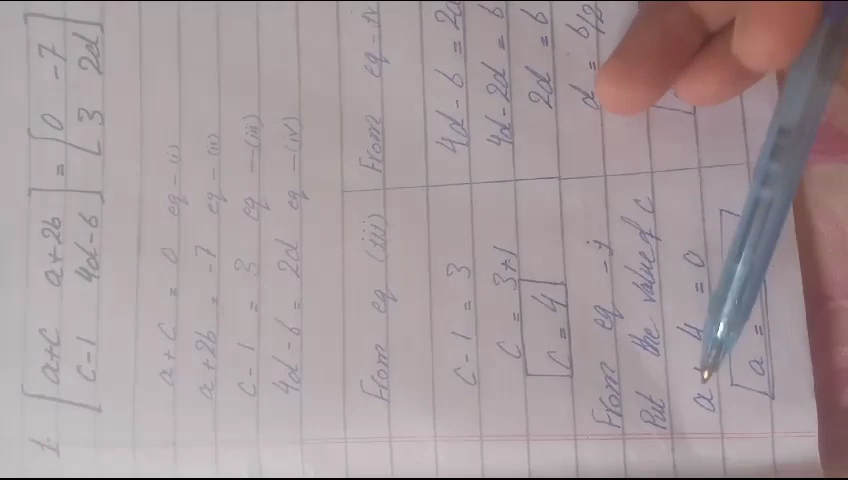 1. [a+c a+2b] = [0 -7]
[c-1 4d-6] [3 2d]
a+c = 0 eq-(i)
a+2b = -7 eq-(ii)
c-1 = 3 eq-(iii)
4d-6 = 2d eq-(iv)
From eq (iii)
c-1 = 3
c = 3+1
c = 4
From eq-i
Put the value of c
a+4 = 0
a =
From eq-iv
4d-6 = 2d
4d-2d = 6
2d = 6
d = 6/2